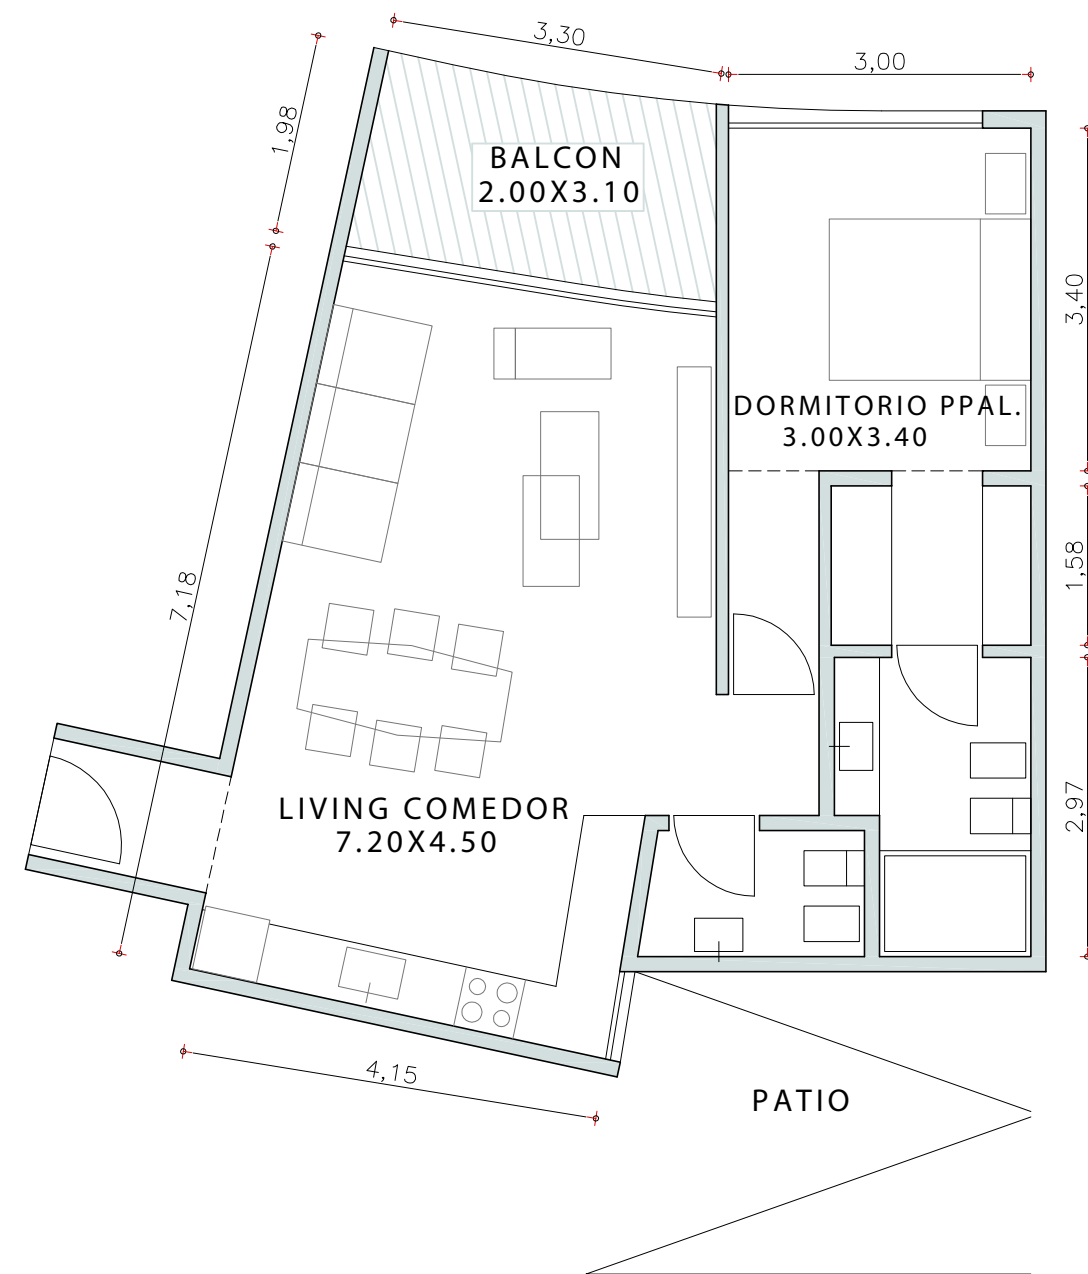 3,30
3,00
1,98
BALCON
2.00X3.10
3,40
DORMITORIO PPAL.
3.00X3.40
1,58
7,18
2,97
LIVING COMEDOR
7.20X4.50
4,15
PATIO